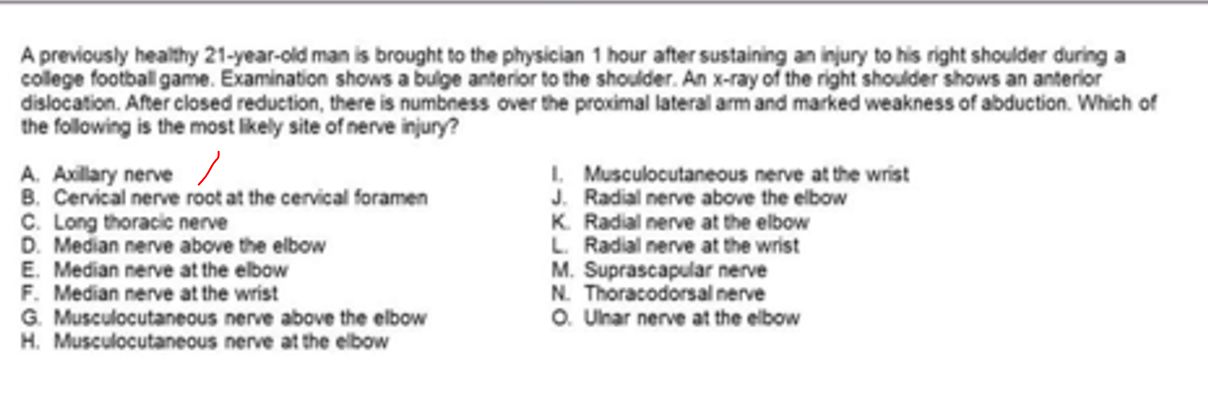 A previously healthy 21-year-old man is brought to the physician 1 hour after sustaining an injury to his right shoulder during a
college football game. Examination shows a bulge anterior to the shoulder. An x-ray of the right shoulder shows an anterior
dislocation. After closed reduction, there is numbness over the proximal lateral arm and marked weakness of abduction. Which of
the following is the most likely site of nerve injury?
A. Axillary nerve
B. Cervical nerve root at the cervical foramen
C. Long thoracic nerve
D. Median nerve above the elbow
E. Median nerve at the elbow
F. Median nerve at the wrist
G. Musculocutaneous nerve above the elbow
H. Musculocutaneous nerve at the elbow
I. Musculocutaneous nerve at the wrist
J. Radial nerve above the elbow
K. Radial nerve at the elbow
L. Radial nerve at the wrist
M. Suprascapular nerve
N. Thoracodorsal nerve
O. Ulnar nerve at the elbow